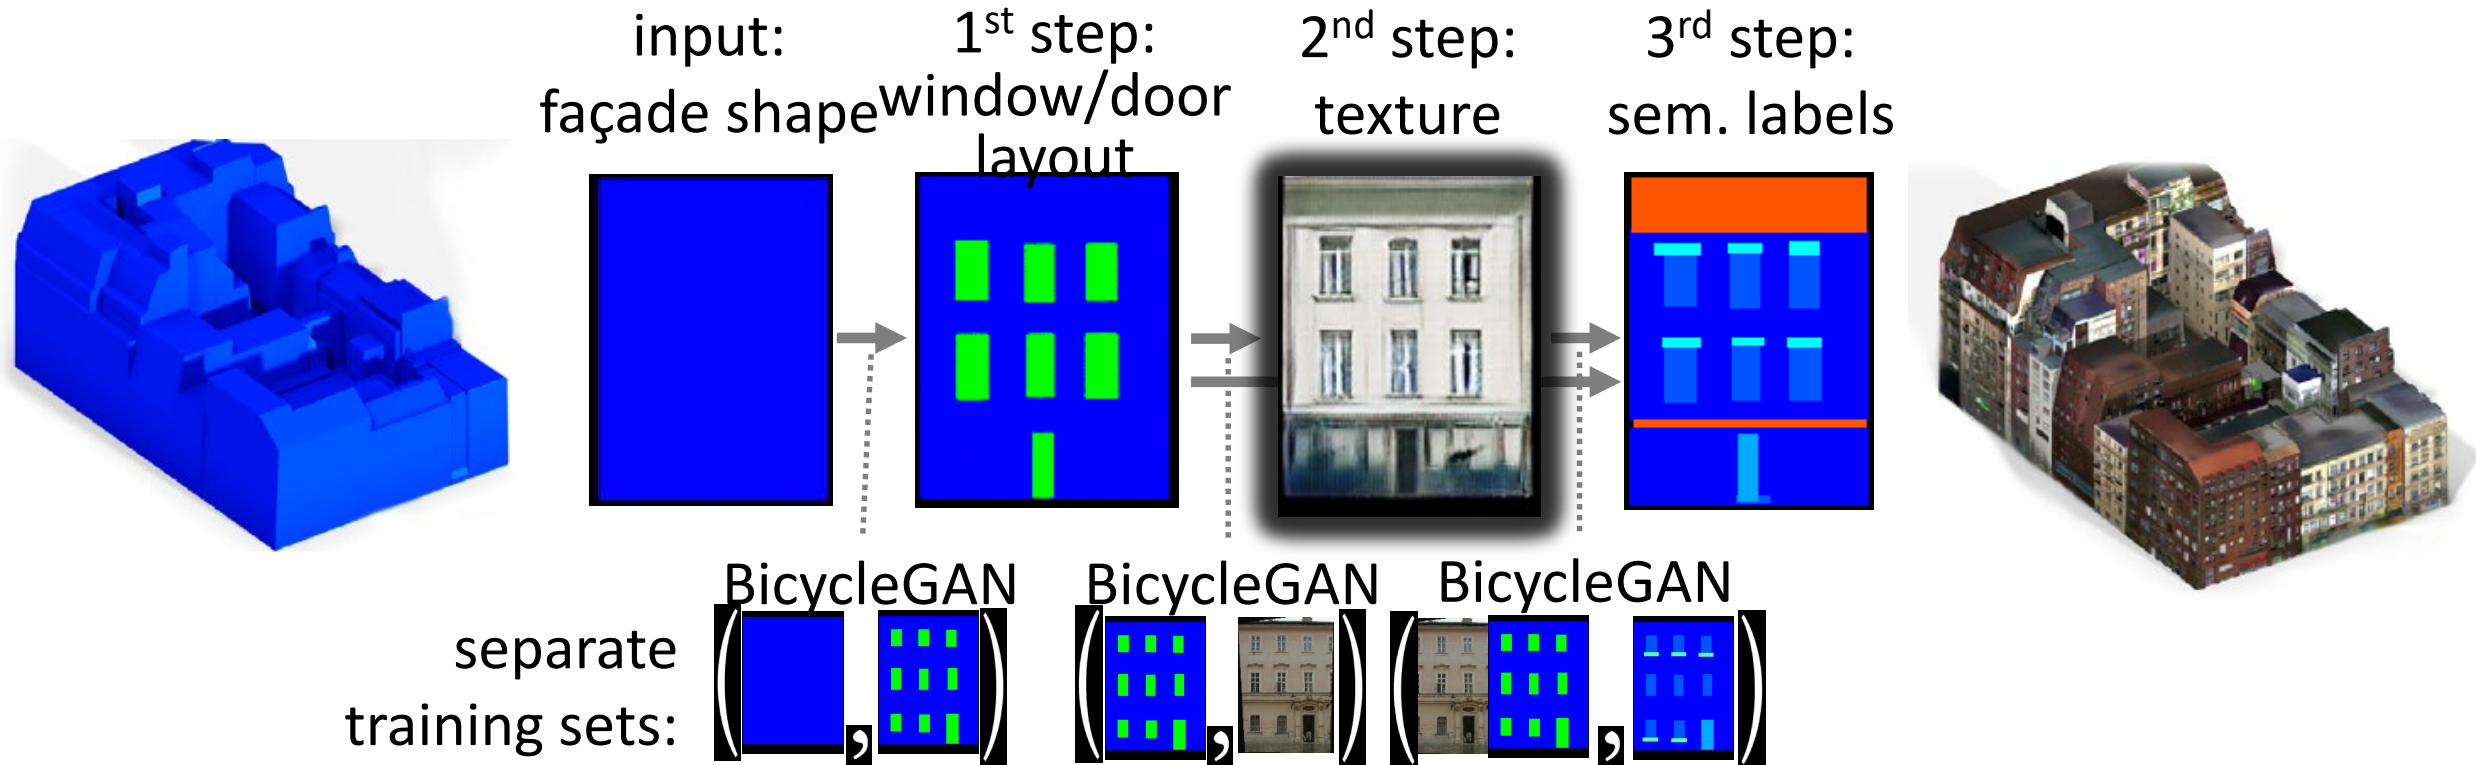 input:
façade shape
1st step:
window/door
layout
2nd step:
texture
3rd step:
sem. labels
BicycleGAN
BicycleGAN
BicycleGAN
separate
training sets:
( , )
( , )
( , )